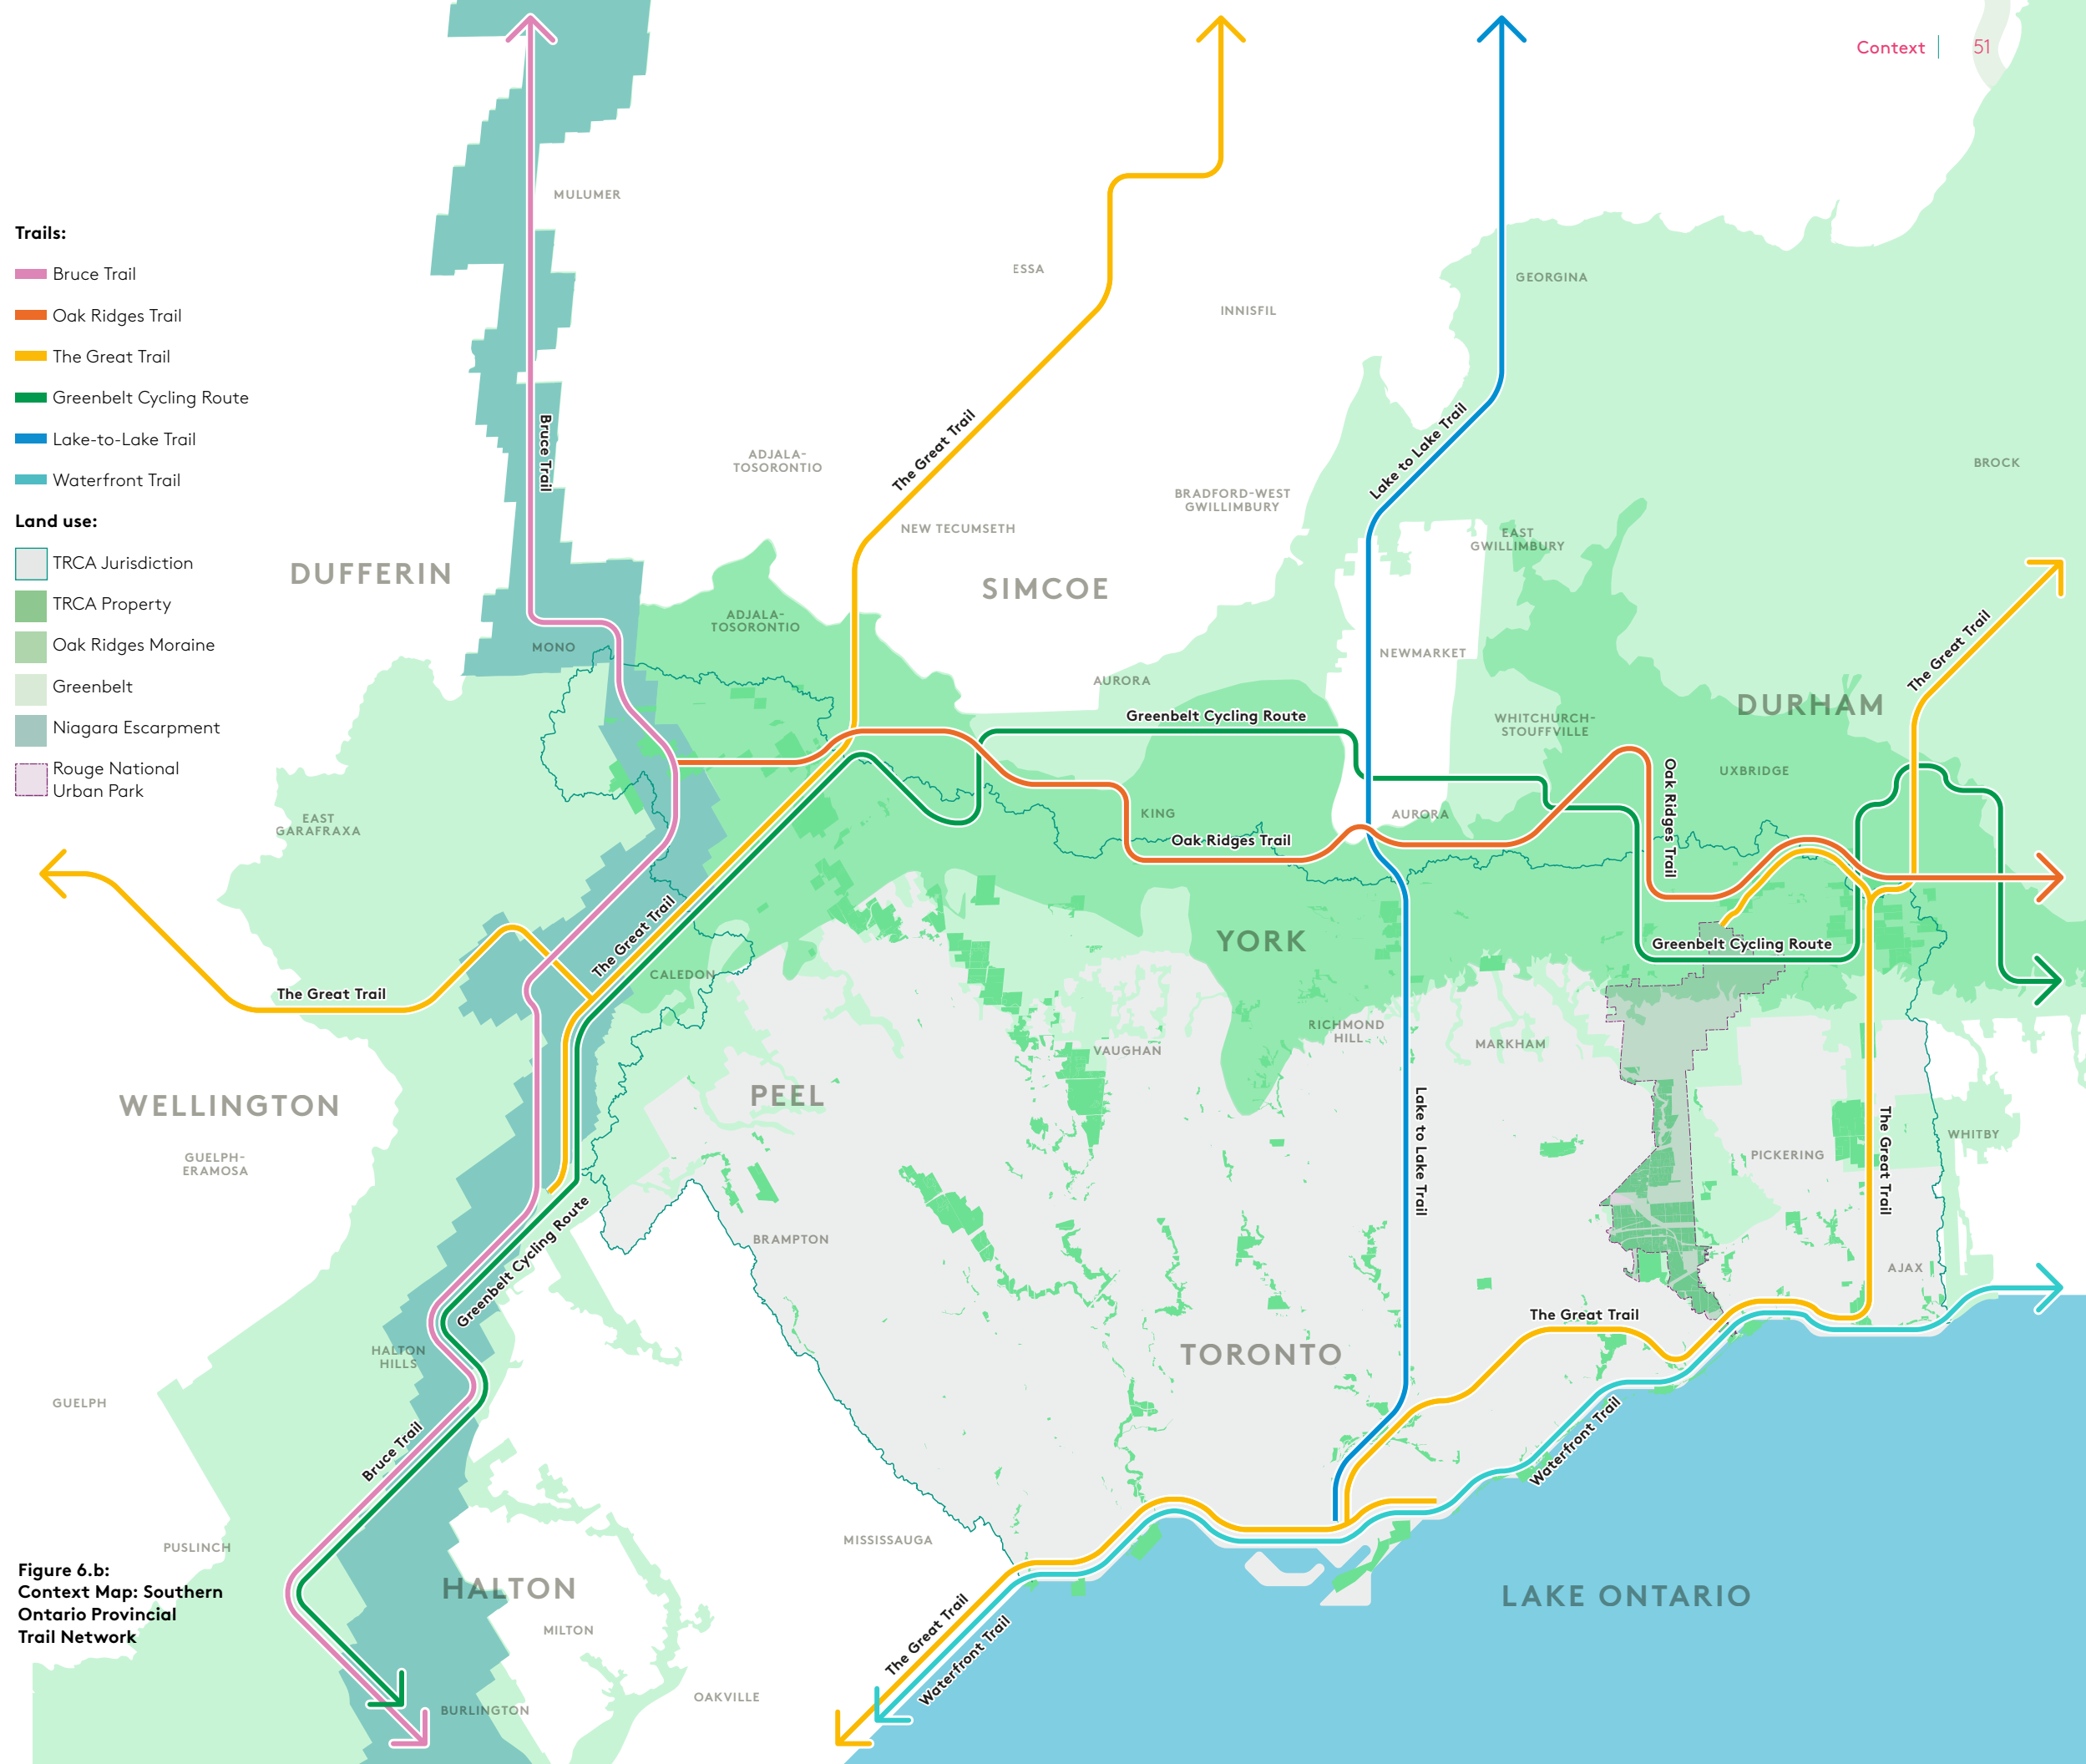 Context
51
Trails:
Bruce Trail
Oak Ridges Trail
The Great Trail
Greenbelt Cycling Route
Lake-to-Lake Trail
Waterfront Trail
Land use:
TRCA Jurisdiction
TRCA Property
Oak Ridges Moraine
Greenbelt
Niagara Escarpment
Rouge National
Urban Park
MULUMER
ESSA
INNISFIL
GEORGINA
BROCK
Bruce Trail
The Great Trail
Lake to Lake Trail
ADJALA-
TOSORONTIO
BRADFORD-WEST
GWILLIMBURY
NEW TECUMSETH
EAST
GWILLIMBURY
DUFFERIN
SIMCOE
ADJALA-
TOSORONTIO
MONO
NEWMARKET
AURORA
The Great Trail
DURHAM
Greenbelt Cycling Route
WHITCHURCH-
STOUFFVILLE
UXBRIDGE
Oak Ridges Trail
EAST
GARAFRAXA
KING
AURORA
Oak Ridges Trail
The Great Trail
YORK
Greenbelt Cycling Route
CALEDON
The Great Trail
RICHMOND
HILL
MARKHAM
VAUGHAN
PEEL
WELLINGTON
Lake to Lake Trail
The Great Trail
WHITBY
GUELPH-
ERAMOSA
PICKERING
BRAMPTON
Greenbelt Cycling Route
AJAX
The Great Trail
HALTON
HILLS
TORONTO
GUELPH
Bruce Trail
Waterfront Trail
MISSISSAUGA
PUSLINCH
Figure 6.b:
Context Map: Southern
Ontario Provincial
Trail Network
HALTON
LAKE ONTARIO
MILTON
The Great Trail
Waterfront Trail
OAKVILLE
BURLINGTON